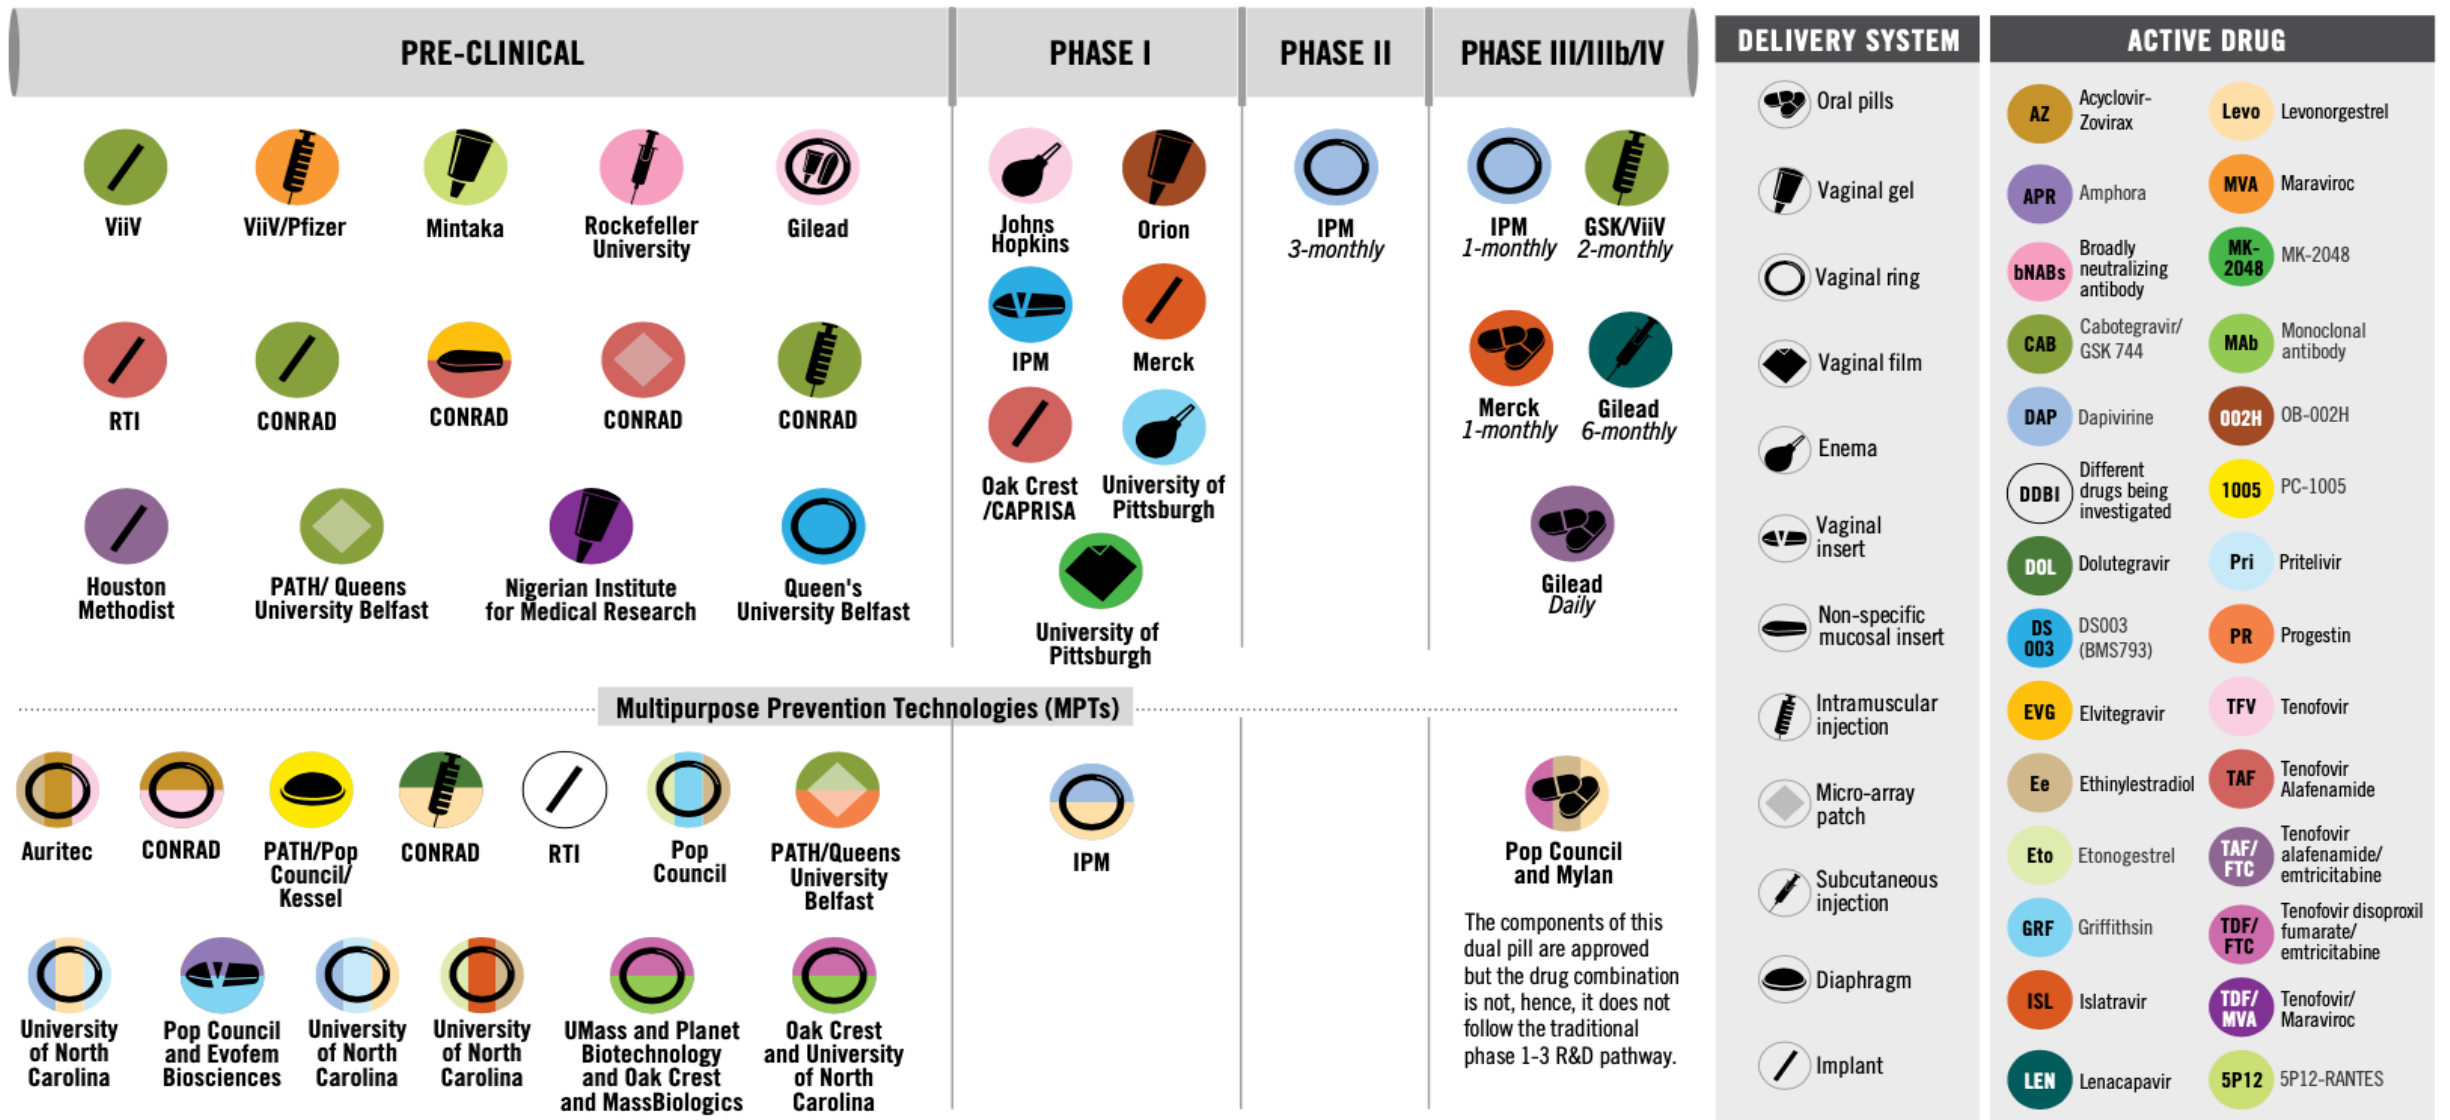 PRE-CLINICAL
PHASE I
PHASE II
PHASE III/IIIb/IV
ViiV
ViiV/Pfizer
Mintaka
Rockefeller
University
Gilead
Johns
Hopkins
Orion
IPM
3-monthly
IPM
1-monthly
GSK/ViiV
2-monthly
RTI
CONRAD
CONRAD
CONRAD
CONRAD
IPM
Merck
Merck
1-monthly
Gilead
6-monthly
Oak Crest
/CAPRISA
University of
Pittsburgh
Houston
Methodist
PATH/ Queens
University Belfast
Nigerian Institute
for Medical Research
Queen's
University Belfast
University of
Pittsburgh
Gilead
Daily
Multipurpose Prevention Technologies (MPTs)
Auritec
CONRAD
PATH/Pop
Council/
Kessel
CONRAD
RTI
Pop
Council
PATH/Queens
University
Belfast
IPM
Pop Council
and Mylan
The components of this
dual pill are approved
but the drug combination
is not, hence, it does not
follow the traditional
phase 1-3 R&D pathway.
University
of North
Carolina
Pop Council
and Evofem
Biosciences
University
of North
Carolina
University
of North
Carolina
UMass and Planet
Biotechnology
and Oak Crest
and MassBiologics
Oak Crest
and University
of North
Carolina
DELIVERY SYSTEM
Oral pills
Vaginal gel
Vaginal ring
Vaginal film
Enema
Vaginal
insert
Non-specific
mucosal insert
Intramuscular
injection
Micro-array
patch
Subcutaneous
injection
Diaphragm
Implant
ACTIVE DRUG
AZ
Acyclovir-
Zovirax
APR
Amphora
bNABs
Broadly
neutralizing
antibody
CAB
Cabotegravir/
GSK 744
DAP
Dapivirine
DDBI
Different
drugs being
investigated
DOL
Dolutegravir
DS
003
DS003
(BMS793)
EVG
Elvitegravir
Ee
Ethinylestradiol
Eto
Etonogestrel
GRF
Griffithsin
ISL
Islatravir
LEN
Lenacapavir
Levo
Levonorgestrel
MVA
Maraviroc
MK-
2048
MK-2048
MAb
Monoclonal
antibody
002H
OB-002H
1005
PC-1005
Pri
Pritelivir
PR
Progestin
TFV
Tenofovir
TAF
Tenofovir
Alafenamide
TAF/
FTC
Tenofovir
alafenamide/
emtricitabine
TDF/
FTC
Tenofovir disoproxil
fumarate/
emtricitabine
TDF/
MVA
Tenofovir/
Maraviroc
5P12
5P12-RANTES